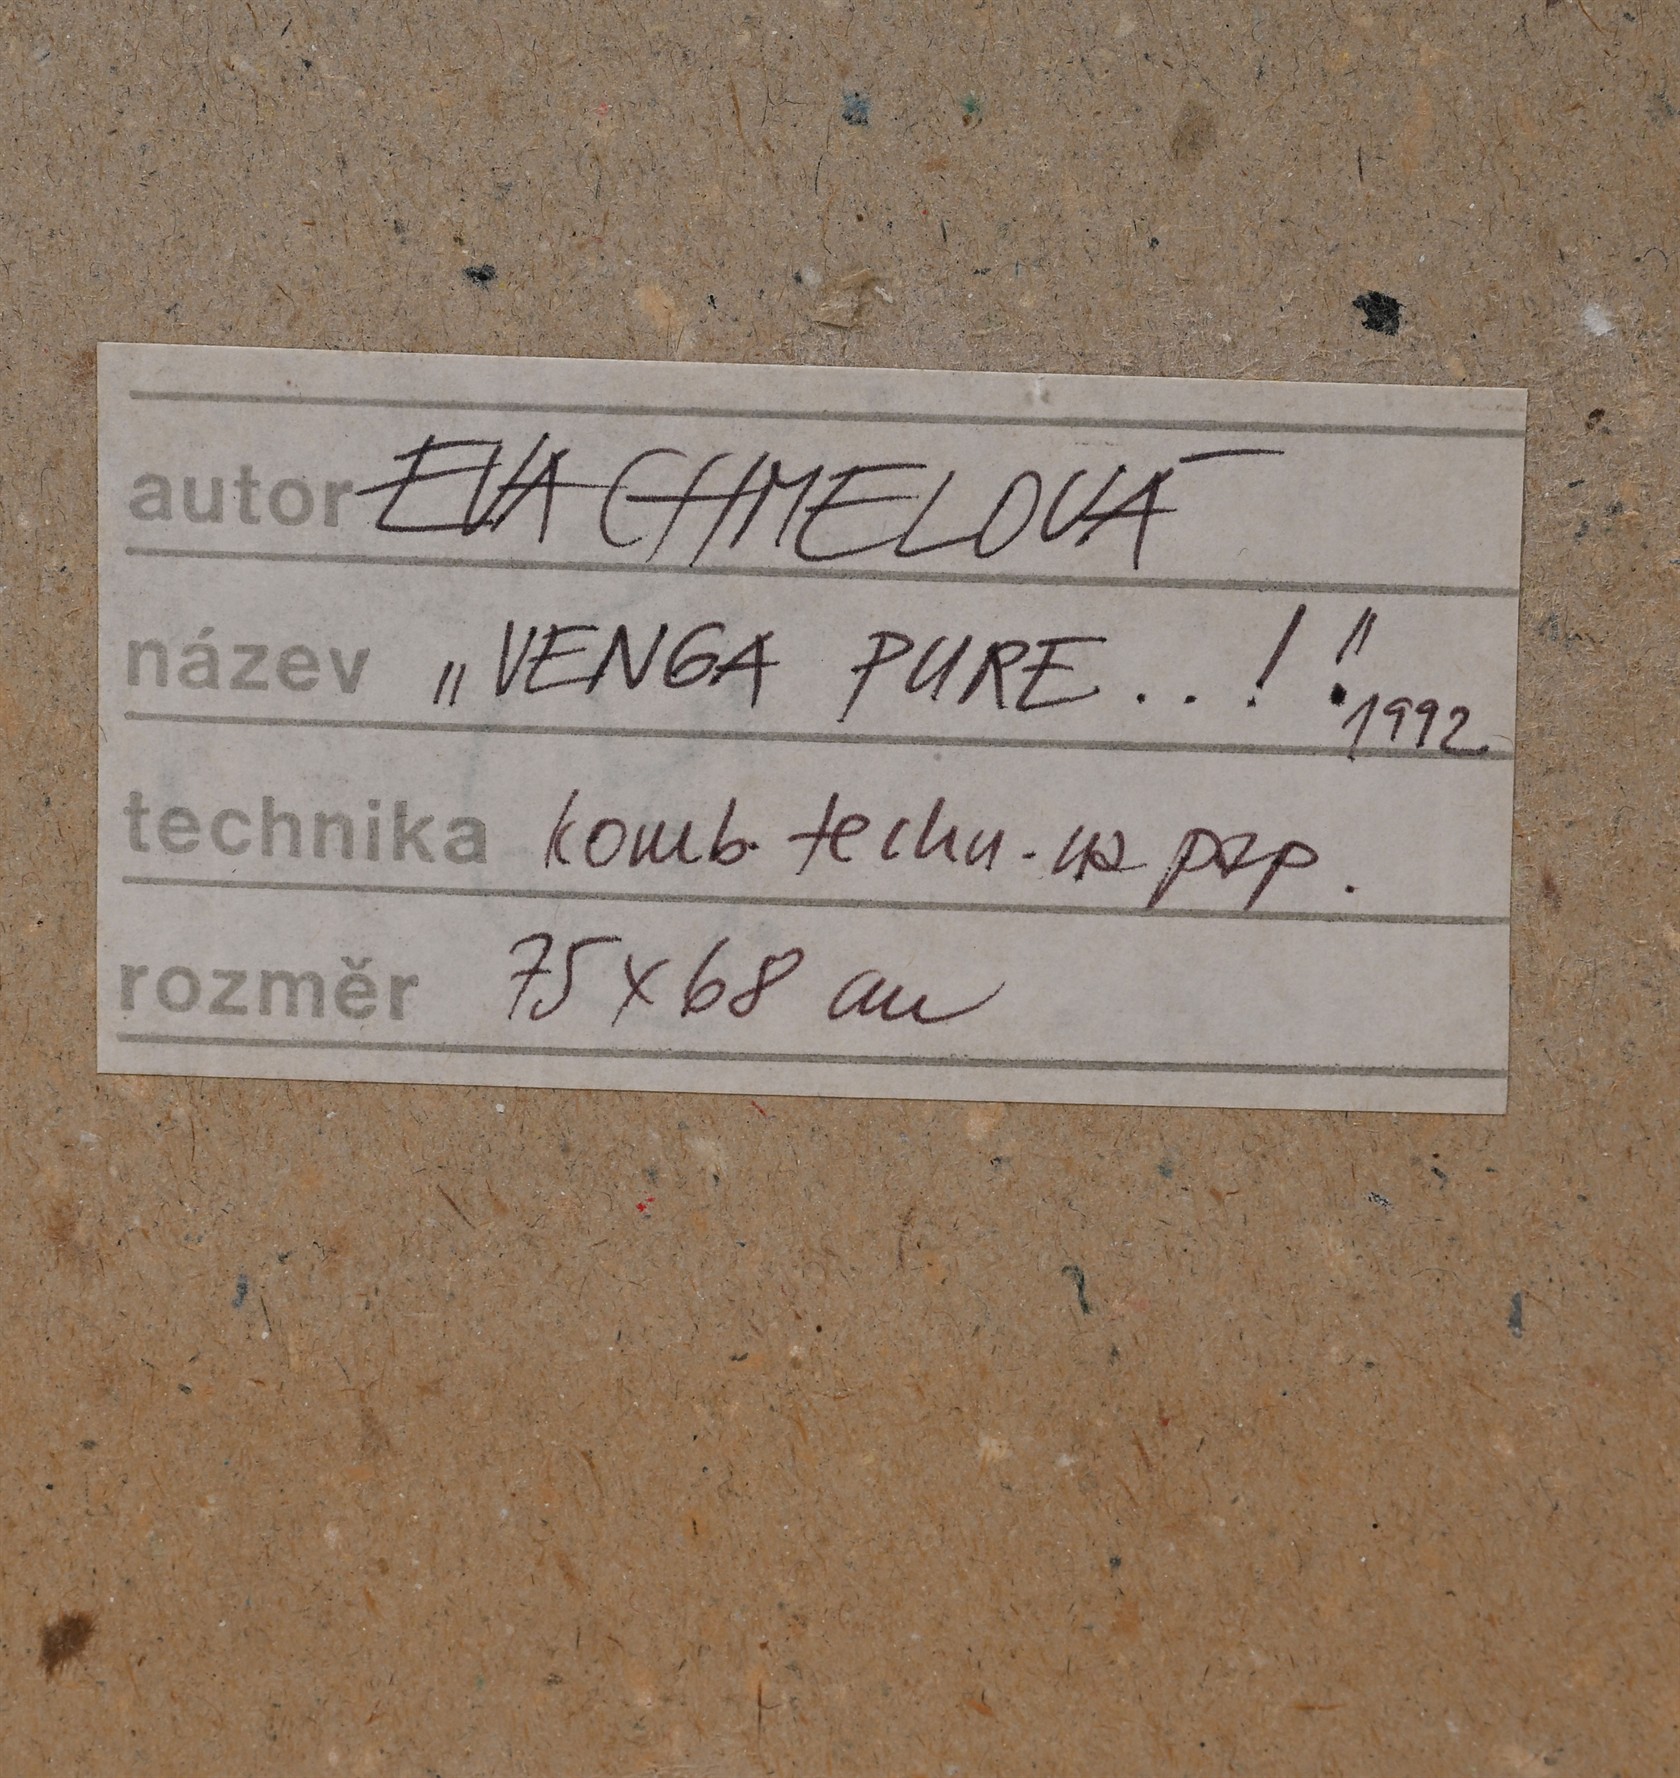 autor EVA CHMELOVÁ
název „VENGA PURE..!" 1992
technika komb. techn. na pap.
rozměr 75 x 68 cm